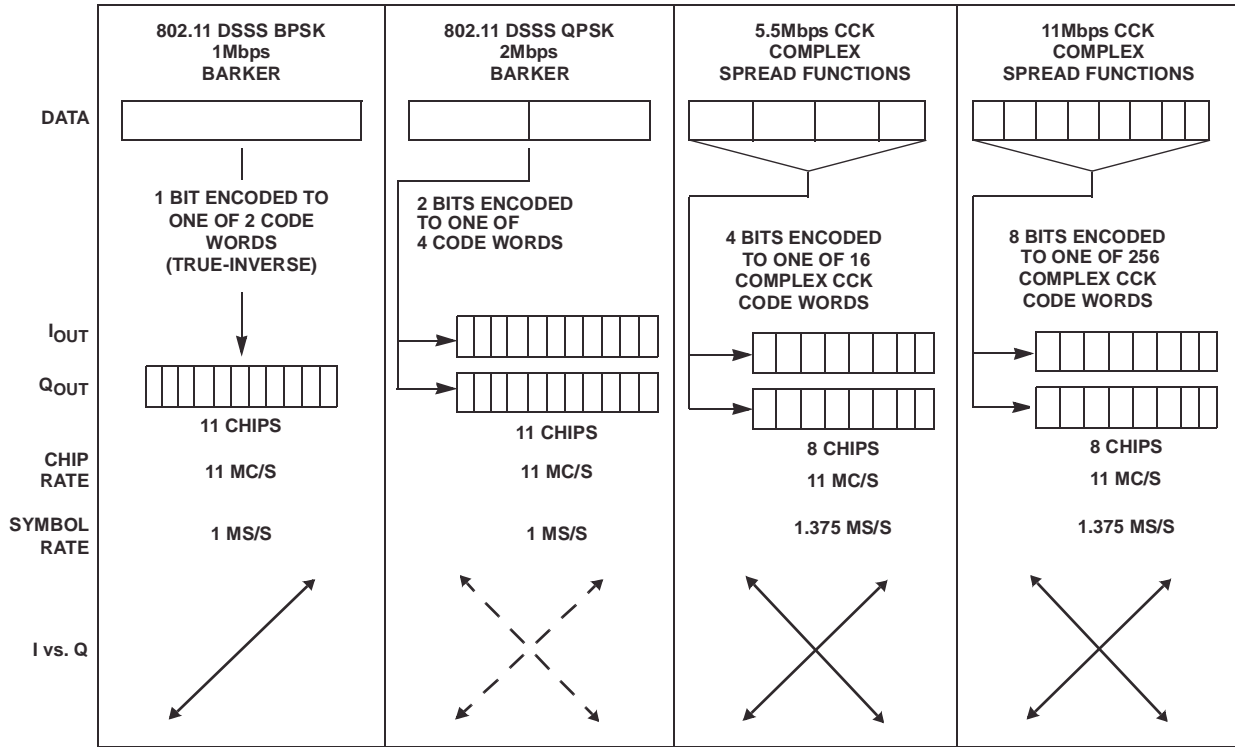 802.11 DSSS BPSK
1Mbps
BARKER
802.11 DSSS QPSK
2Mbps
BARKER
5.5Mbps CCK
COMPLEX
SPREAD FUNCTIONS
11Mbps CCK
COMPLEX
SPREAD FUNCTIONS
DATA
1 BIT ENCODED TO
ONE OF 2 CODE
WORDS
(TRUE-INVERSE)
2 BITS ENCODED
TO ONE OF
4 CODE WORDS
4 BITS ENCODED
TO ONE OF 16
COMPLEX CCK
CODE WORDS
8 BITS ENCODED
TO ONE OF 256
COMPLEX CCK
CODE WORDS
IOUT
QOUT
11 CHIPS
11 CHIPS
8 CHIPS
8 CHIPS
CHIP
RATE
11 MC/S
11 MC/S
11 MC/S
11 MC/S
SYMBOL
RATE
1 MS/S
1 MS/S
1.375 MS/S
1.375 MS/S
I vs. Q